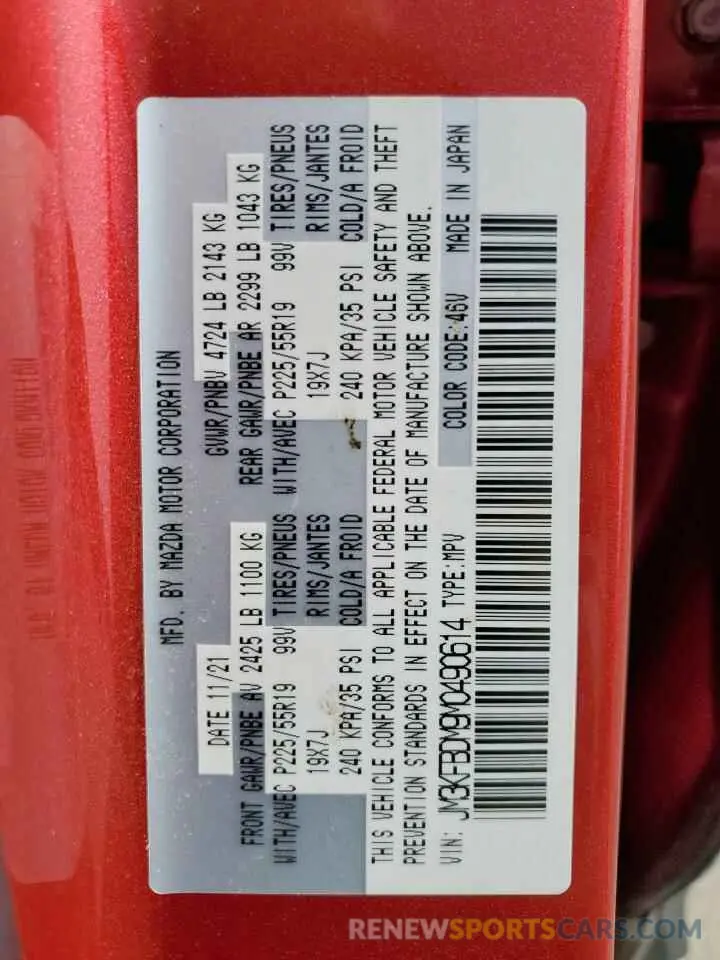 MFD. BY MAZDA MOTOR CORPORATION
DATE 11/21 GVWR/PNBV 4724 LB 2143 KG
FRONT GAWR/PNBE AV 2425 LB 1100 KG REAR GAWR/PNBE AR 2299 LB 1043 KG
WITH/AVEC P225/55R19 99V TIRES/PNEUS WITH/AVEC P225/55R19 99V TIRES/PNEUS
19X7J RIMS/JANTES 19X7J RIMS/JANTES
240 KPA/35 PSI COLD/A FROID 240 KPA/35 PSI COLD/A FROID
THIS VEHICLE CONFORMS TO ALL APPLICABLE FEDERAL MOTOR VEHICLE SAFETY AND THEFT
PREVENTION STANDARDS IN EFFECT ON THE DATE OF MANUFACTURE SHOWN ABOVE.
VIN: JM3KFBDM9M0490614 TYPE:MPV COLOR CODE:46V MADE IN JAPAN
RENEWSPORTSCARS.COM